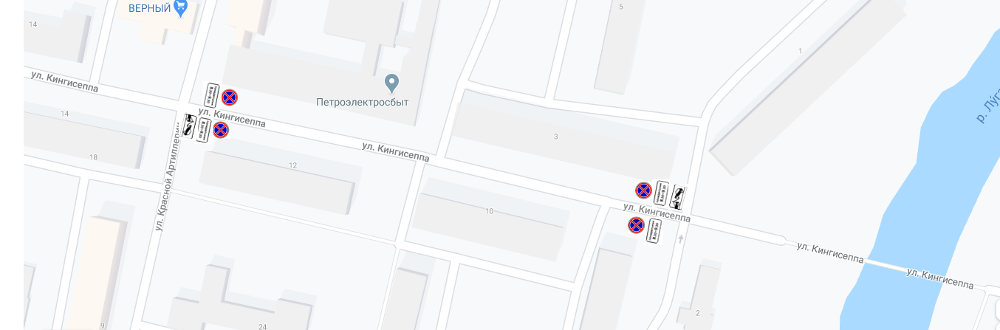 ВЕРНЫЙ
5
14
1
ул. Кингисеппа
Петроэлектросбыт
р. Луга
14
ул. Кингисеппа
3
ул. Кингисеппа
18
12
ул. Красной Артиллерии
10
ул. Кингисеппа
ул. Кингисеппа
ул. Кингисеппа
2
9
24